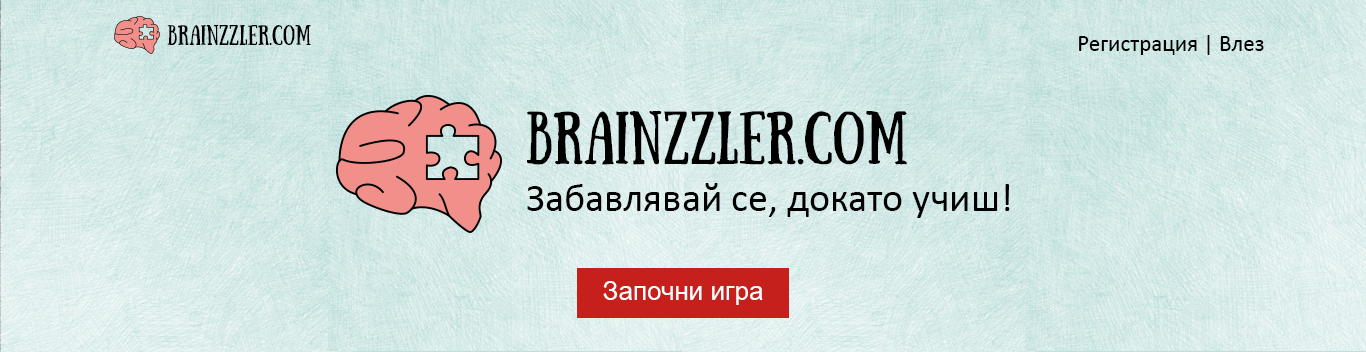 BRAINZZLER.COM
Регистрация | Влез
BRAINZZLER.COM
Забавлявай се, докато учиш!
Започни игра